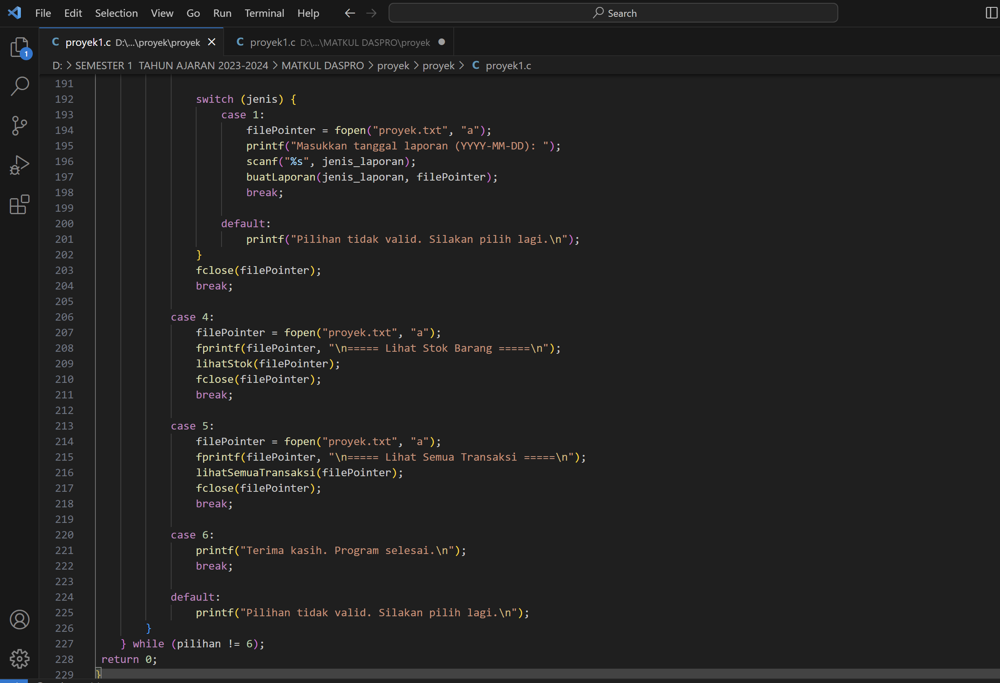 File Edit Selection View Go Run Terminal Help Search
proyek1.c D:\...\proyek\proyek proyek1.c D:\...\MATKUL DASPRO\proyek
1
D: > SEMESTER 1 TAHUN AJARAN 2023-2024 > MATKUL DASPRO > proyek > proyek > C proyek1.c
191
192 switch (jenis) {
193 case 1:
194 filePointer = fopen("proyek.txt", "a");
195 printf("Masukkan tanggal laporan (YYYY-MM-DD): ");
196 scanf("%s", jenis_laporan);
197 buatLaporan(jenis_laporan, filePointer);
198 break;
199
200 default:
201 printf("Pilihan tidak valid. Silakan pilih lagi.\n");
202 }
203 fclose(filePointer);
204 break;
205
206 case 4:
207 filePointer = fopen("proyek.txt", "a");
208 fprintf(filePointer, "\n===== Lihat Stok Barang =====\n");
209 lihatStok(filePointer);
210 fclose(filePointer);
211 break;
212
213 case 5:
214 filePointer = fopen("proyek.txt", "a");
215 fprintf(filePointer, "\n===== Lihat Semua Transaksi =====\n");
216 lihatSemuaTransaksi(filePointer);
217 fclose(filePointer);
218 break;
219
220 case 6:
221 printf("Terima kasih. Program selesai.\n");
222 break;
223
224 default:
225 printf("Pilihan tidak valid. Silakan pilih lagi.\n");
226 }
227 } while (pilihan != 6);
228 return 0;
229 }